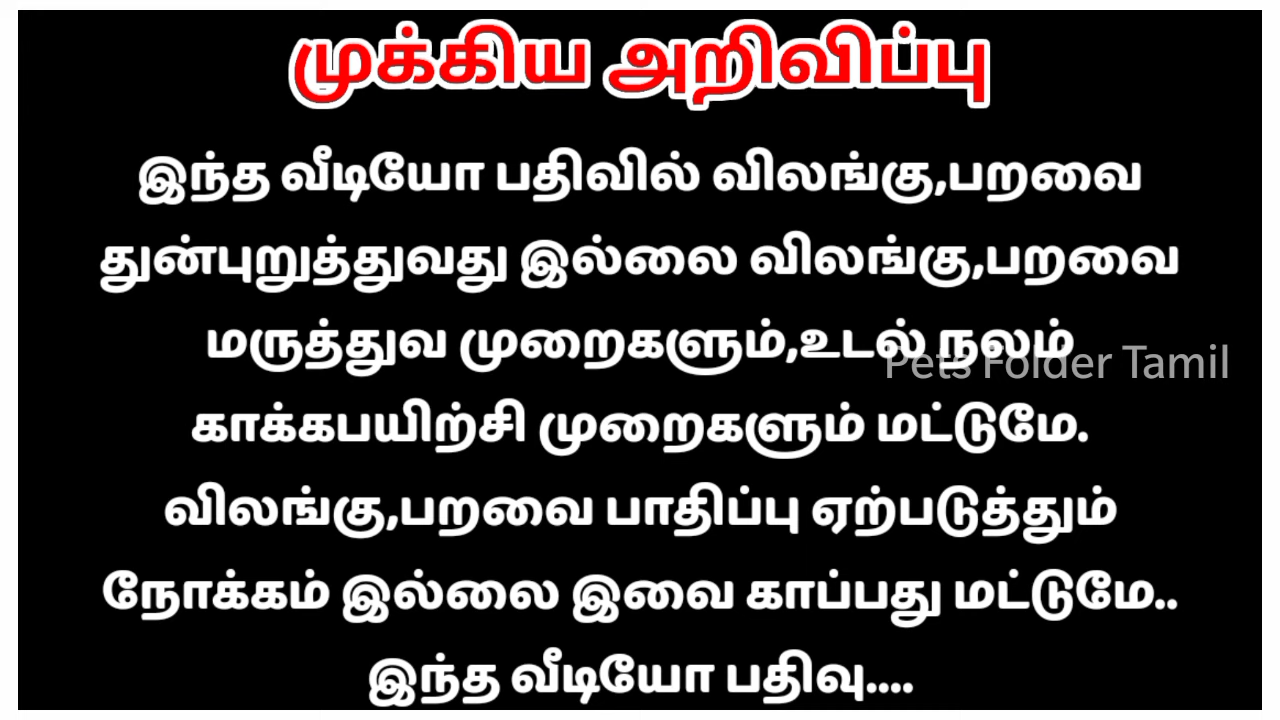 முக்கிய அறிவிப்பு
இந்த வீடியோ பதிவில் விலங்கு,பறவை
துன்புறுத்துவது இல்லை விலங்கு,பறவை
மருத்துவ முறைகளும்,உடல் நலம்
Pets Folder Tamil
காக்கபயிற்சி முறைகளும் மட்டுமே.
விலங்கு,பறவை பாதிப்பு ஏற்படுத்தும்
நோக்கம் இல்லை இவை காப்பது மட்டுமே..
இந்த வீடியோ பதிவு....